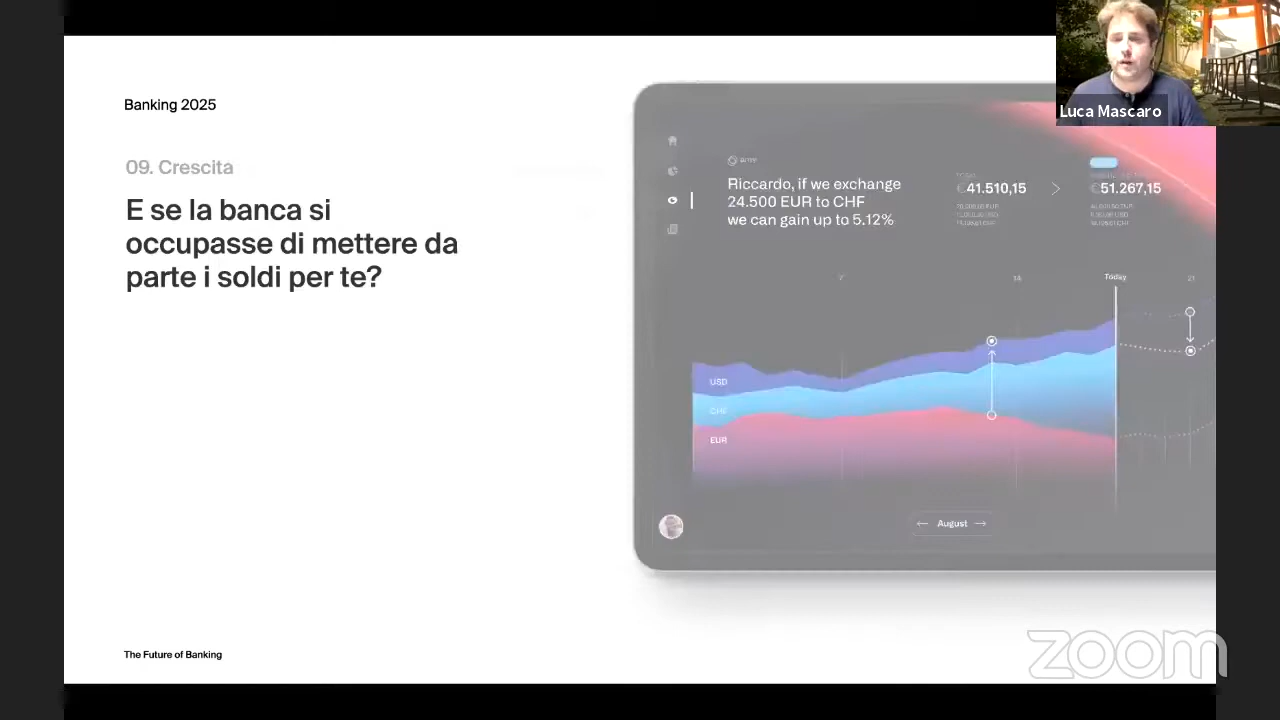 Banking 2025
09. Crescita
E se la banca si
occupasse di mettere da
parte i soldi per te?
Riccardo, if we exchange
24.500 EUR to CHF
we can gain up to 5.12%
€41.510,15
€51.267,15
7
14
Today
21
USD
CHF
EUR
August
The Future of Banking
Luca Mascaro
zoom